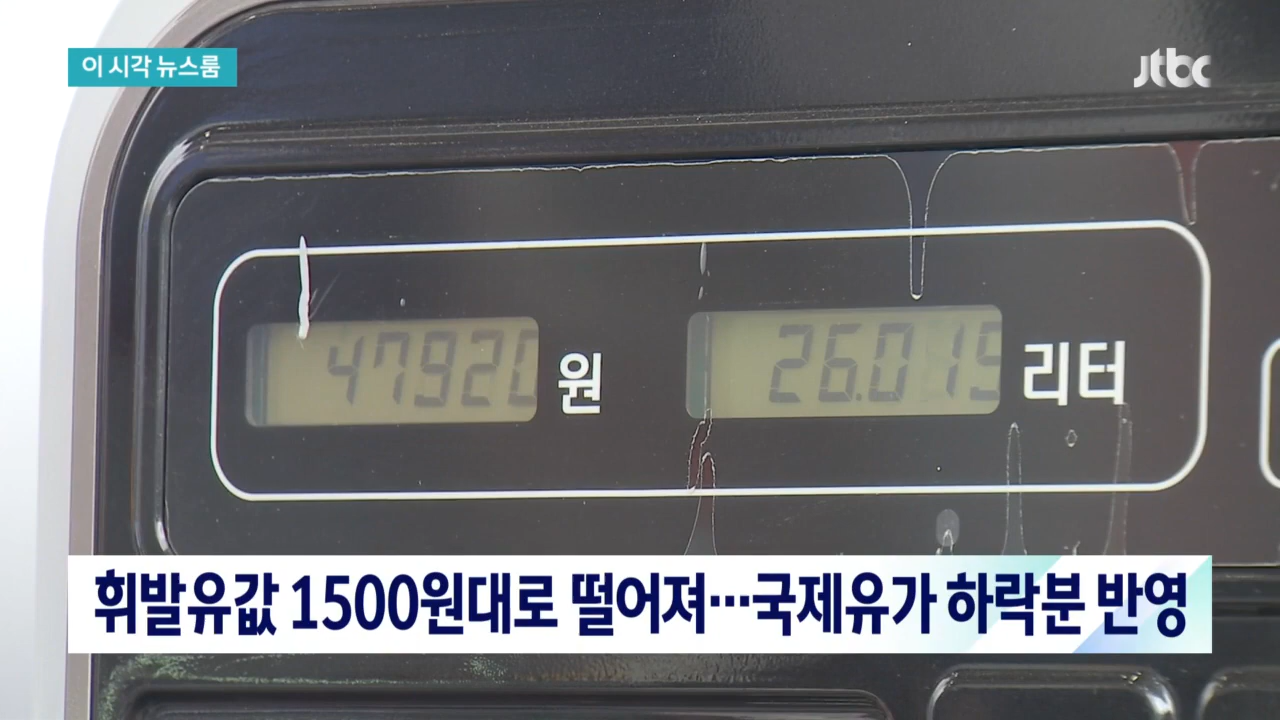 이 시각 뉴스룸
jtbc
47920 원
26.019 리터
휘발유값 1500원대로 떨어져…국제유가 하락분 반영